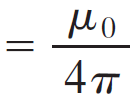 = μ₀ / 4π